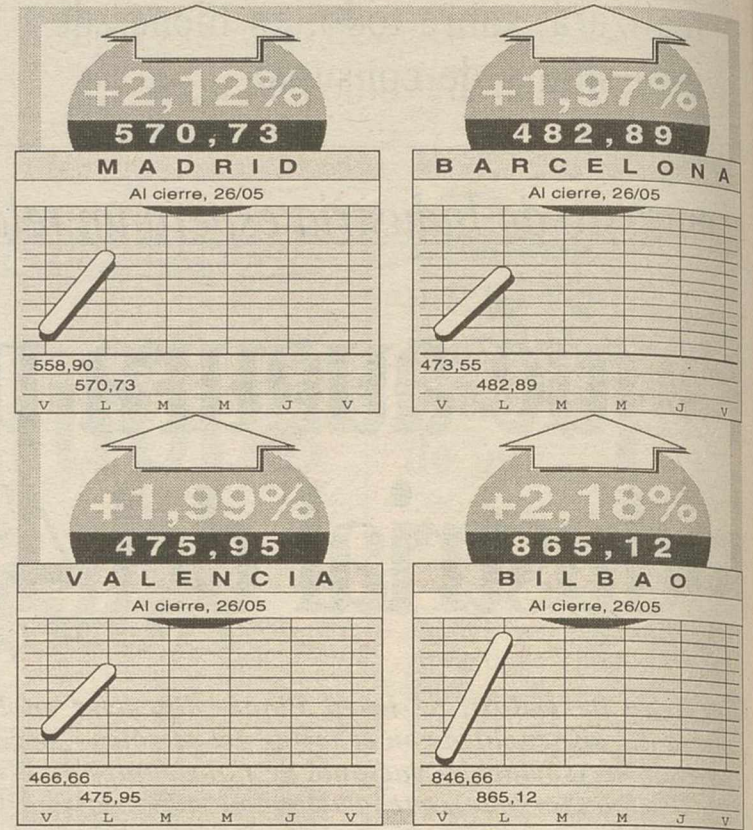 +2,12%
570,73
MADRID
Al cierre, 26/05
558,90
570,73
V L M M J V
+1,97%
482,89
BARCELONA
Al cierre, 26/05
473,55
482,89
V L M M J V
+1,99%
475,95
VALENCIA
Al cierre, 26/05
466,66
475,95
V L M M J V
+2,18%
865,12
BILBAO
Al cierre, 26/05
846,66
865,12
V L M M J V